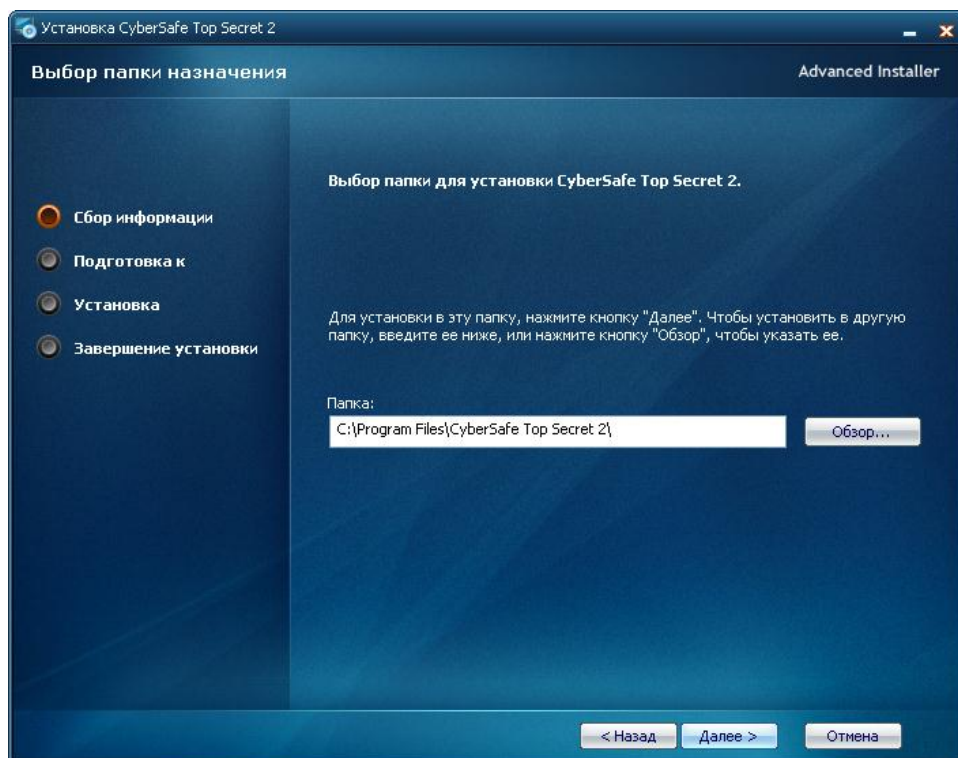 Установка CyberSafe Top Secret 2
Выбор папки назначения
Advanced Installer
Выбор папки для установки CyberSafe Top Secret 2.
Сбор информации
Подготовка к
Установка
Завершение установки
Для установки в эту папку, нажмите кнопку "Далее". Чтобы установить в другую
папку, введите ее ниже, или нажмите кнопку "Обзор", чтобы указать ее.
Папка:
C:\Program Files\CyberSafe Top Secret 2\
Обзор...
< Назад
Далее >
Отмена